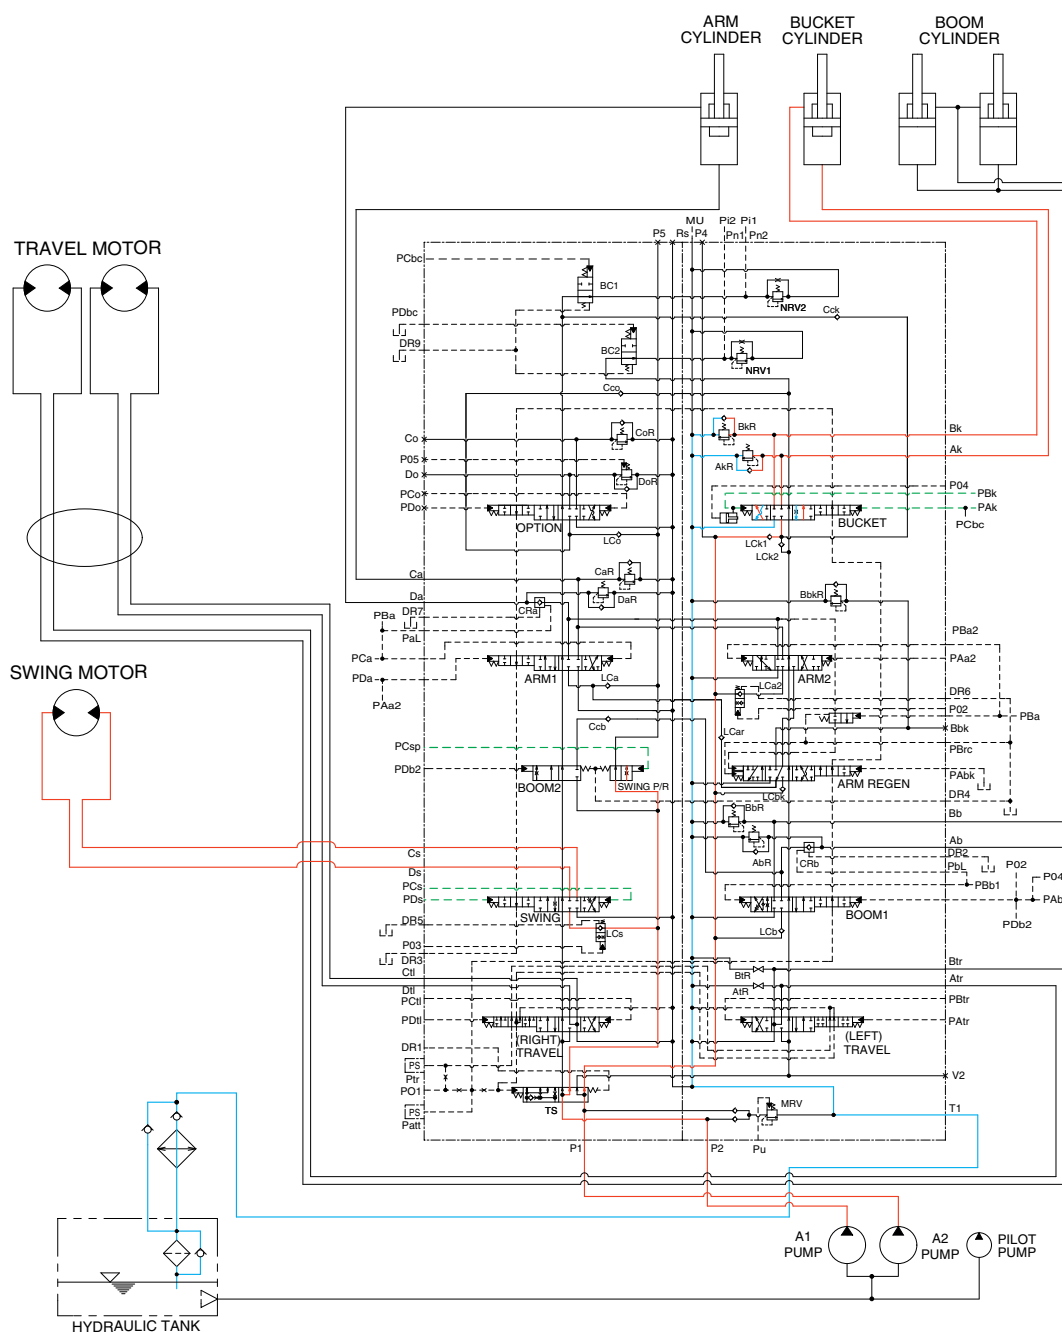 ARM
CYLINDER
BUCKET
CYLINDER
BOOM
CYLINDER
TRAVEL MOTOR
SWING MOTOR
MU
Pi2
Pi1
P5
Rs
P4
Pn1
Pn2
PCbc
BC1
NRV2
Cck
PDbc
DR9
BC2
NRV1
Cco
Co
CoR
BkR
Bk
P05
Do
DoR
AkR
Ak
PCo
PDo
OPTION
P04
PBk
PAk
PCbc
BUCKET
LCo
LCk1
LCk2
Ca
CaR
Da
DaR
BbkR
PBa
DR7
CRa
PaL
PBa2
PCa
PDa
PAa2
ARM1
ARM2
PAa2
LCa
LCa2
DR6
P02
PBa
Ccb
LCar
Bbk
PCsp
PDb2
BOOM2
SWING P/R
PBrc
PAbk
ARM REGEN
LCbk
DR4
BbR
Bb
AbR
CRb
Ab
DR2
PbL
P02
P04
Cs
Ds
PCs
PDs
SWING
PBb1
PAb
BOOM1
PDb2
DR5
LCs
LCb
P03
DR3
Ctl
BtR
Btr
Dtl
AtR
Atr
PCtl
PDtl
(RIGHT)
TRAVEL
PBtr
PAtr
(LEFT)
TRAVEL
DR1
PS
Ptr
PO1
PS
Patt
TS
V2
MRV
T1
P1
P2
Pu
A1
PUMP
A2
PUMP
PILOT
PUMP
HYDRAULIC TANK